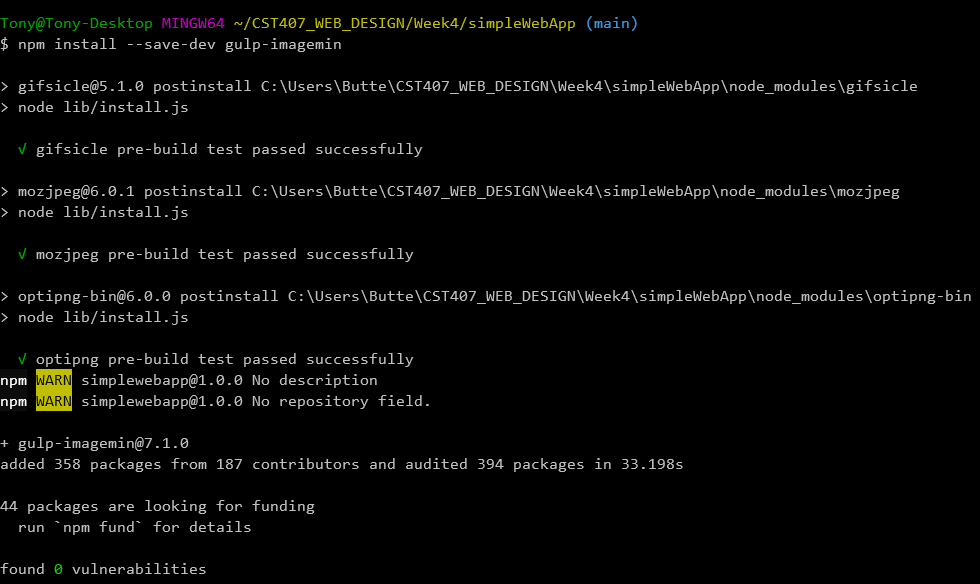 Tony@Tony-Desktop MINGW64 ~/CST407_WEB_DESIGN/Week4/simpleWebApp (main)
$ npm install --save-dev gulp-imagemin
> gifsicle@5.1.0 postinstall C:\Users\Butte\CST407_WEB_DESIGN\Week4\simpleWebApp\node_modules\gifsicle
> node lib/install.js
√ gifsicle pre-build test passed successfully
> mozjpeg@6.0.1 postinstall C:\Users\Butte\CST407_WEB_DESIGN\Week4\simpleWebApp\node_modules\mozjpeg
> node lib/install.js
√ mozjpeg pre-build test passed successfully
> optipng-bin@6.0.0 postinstall C:\Users\Butte\CST407_WEB_DESIGN\Week4\simpleWebApp\node_modules\optipng-bin
> node lib/install.js
√ optipng pre-build test passed successfully
npm WARN simplewebapp@1.0.0 No description
npm WARN simplewebapp@1.0.0 No repository field.
+ gulp-imagemin@7.1.0
added 358 packages from 187 contributors and audited 394 packages in 33.198s
44 packages are looking for funding
run `npm fund` for details
found 0 vulnerabilities